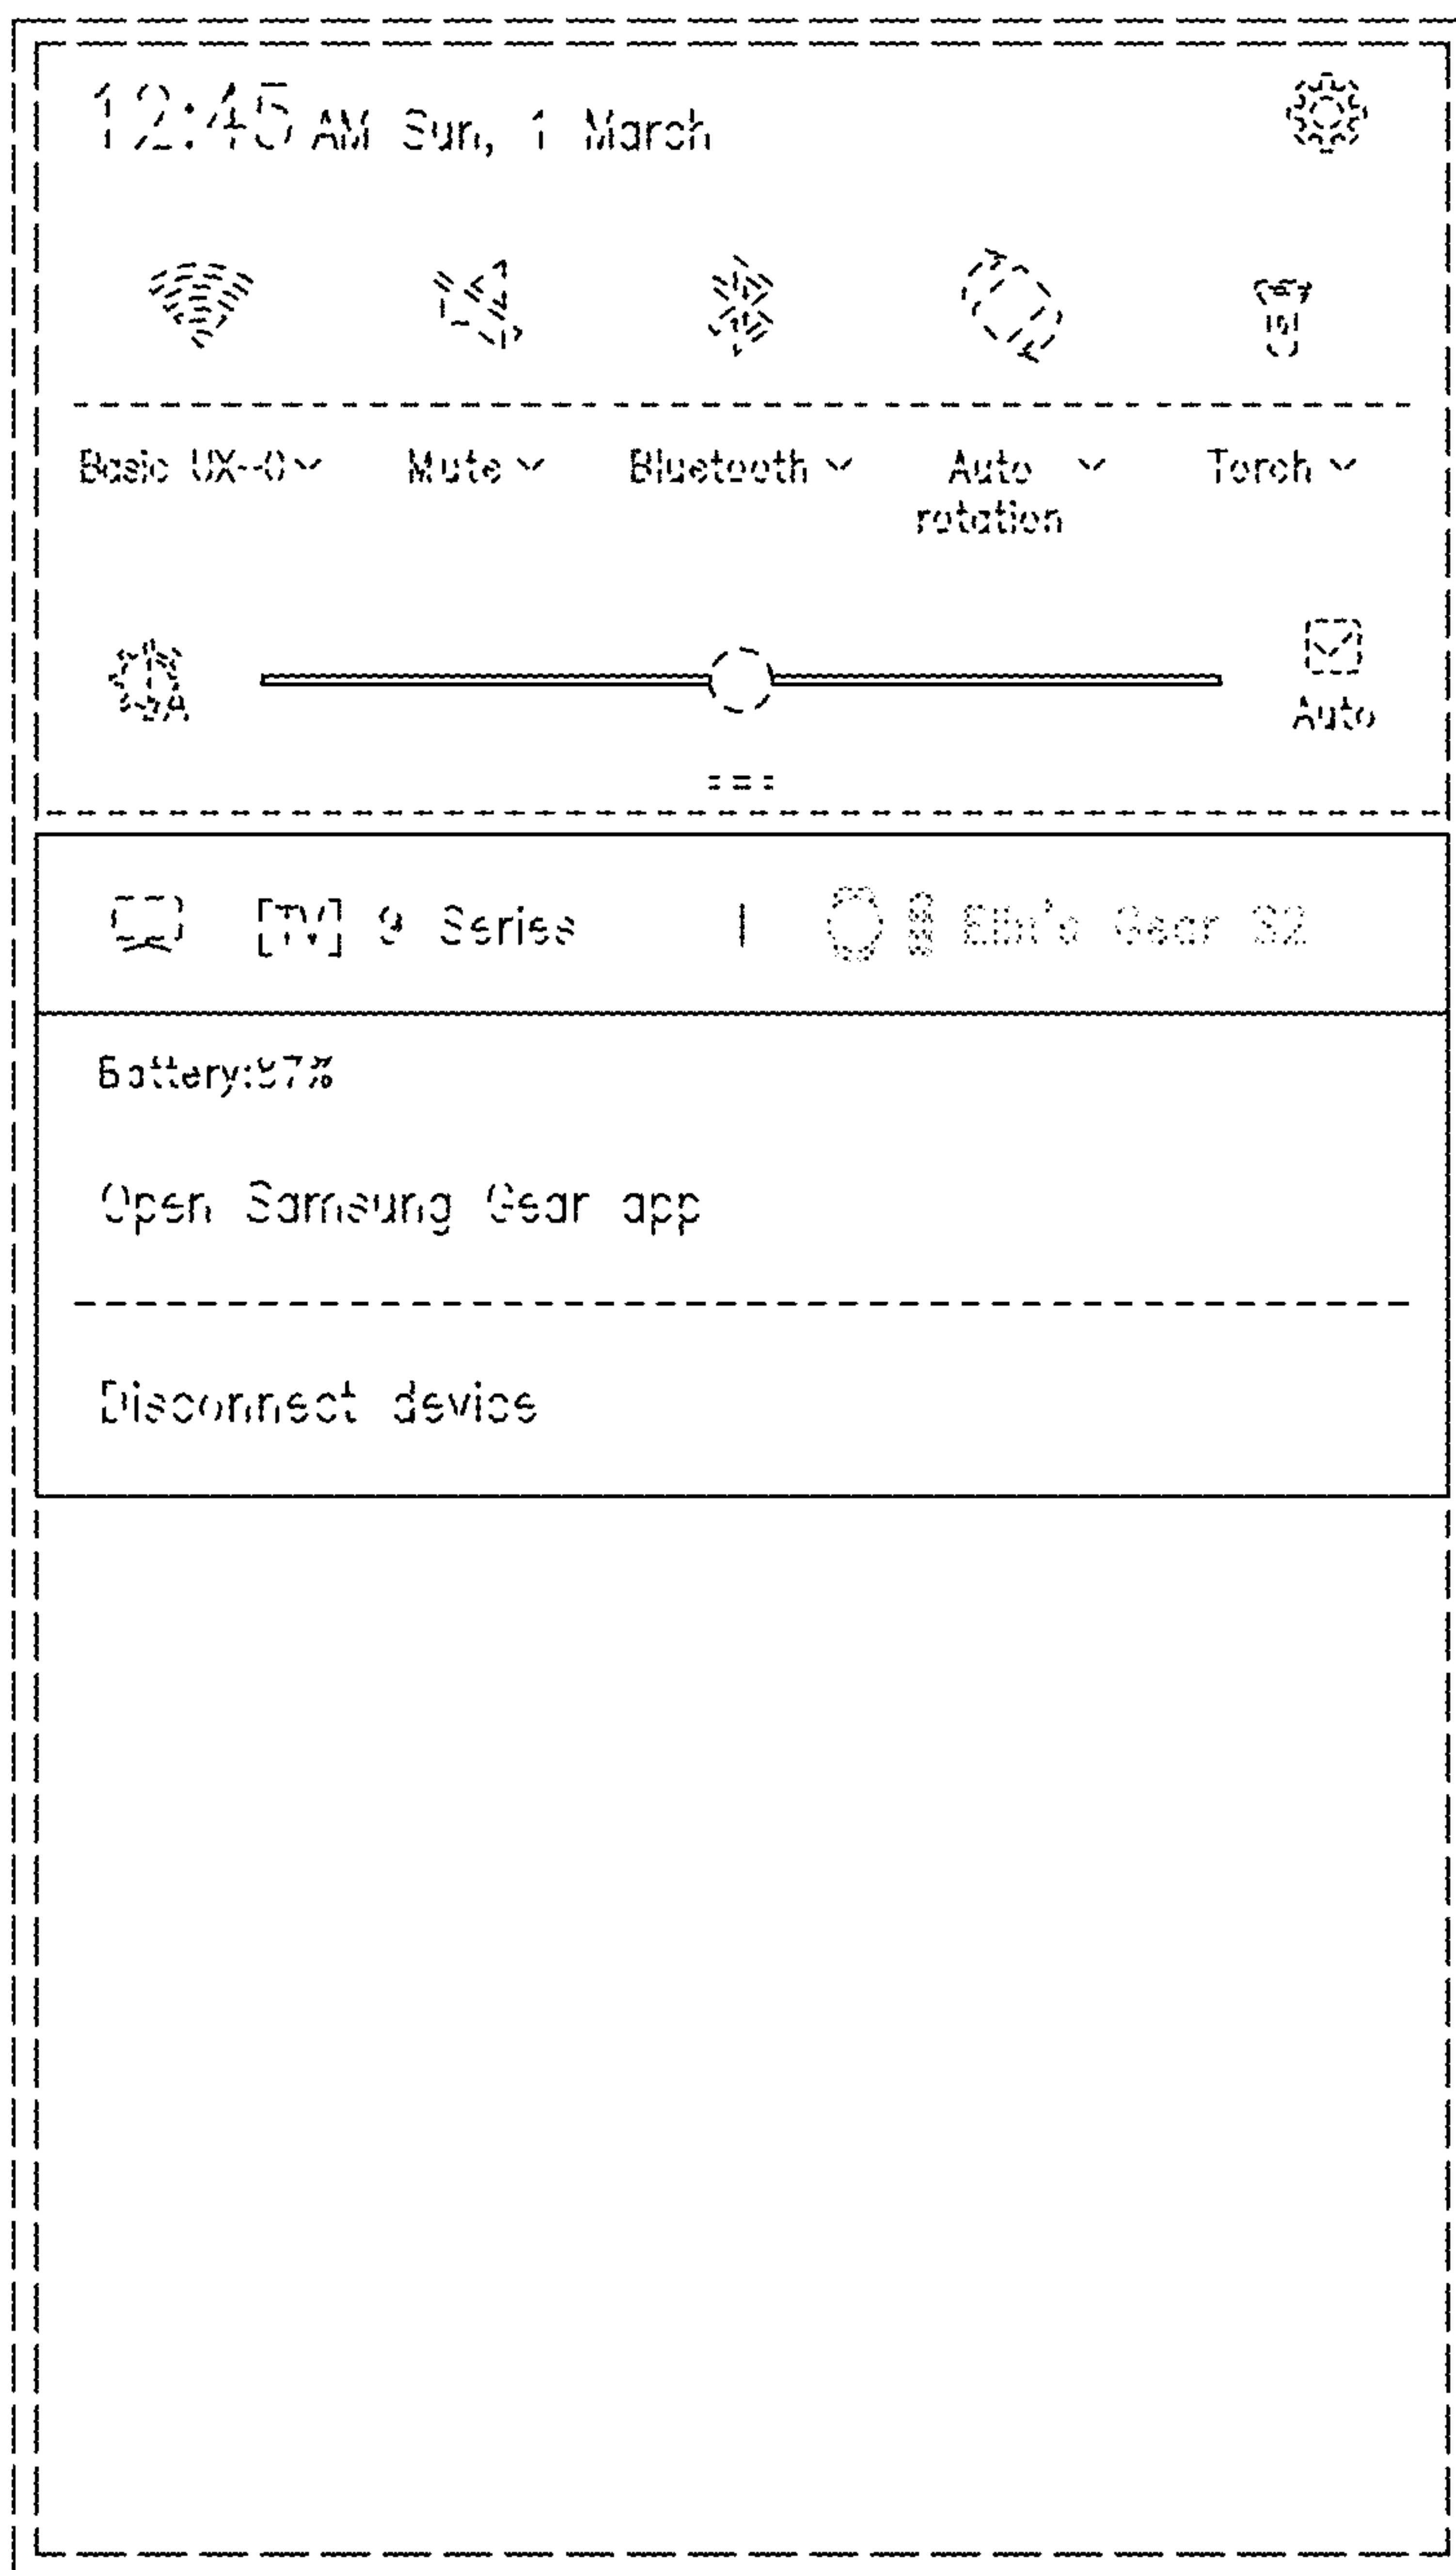 12:45 AM Sun, 1 March
Basic UX-0 Mute Bluetooth Auto rotation Torch
Auto
[TV] 9 Series | Gear S2
Battery:97%
Open Samsung Gear app
Disconnect device